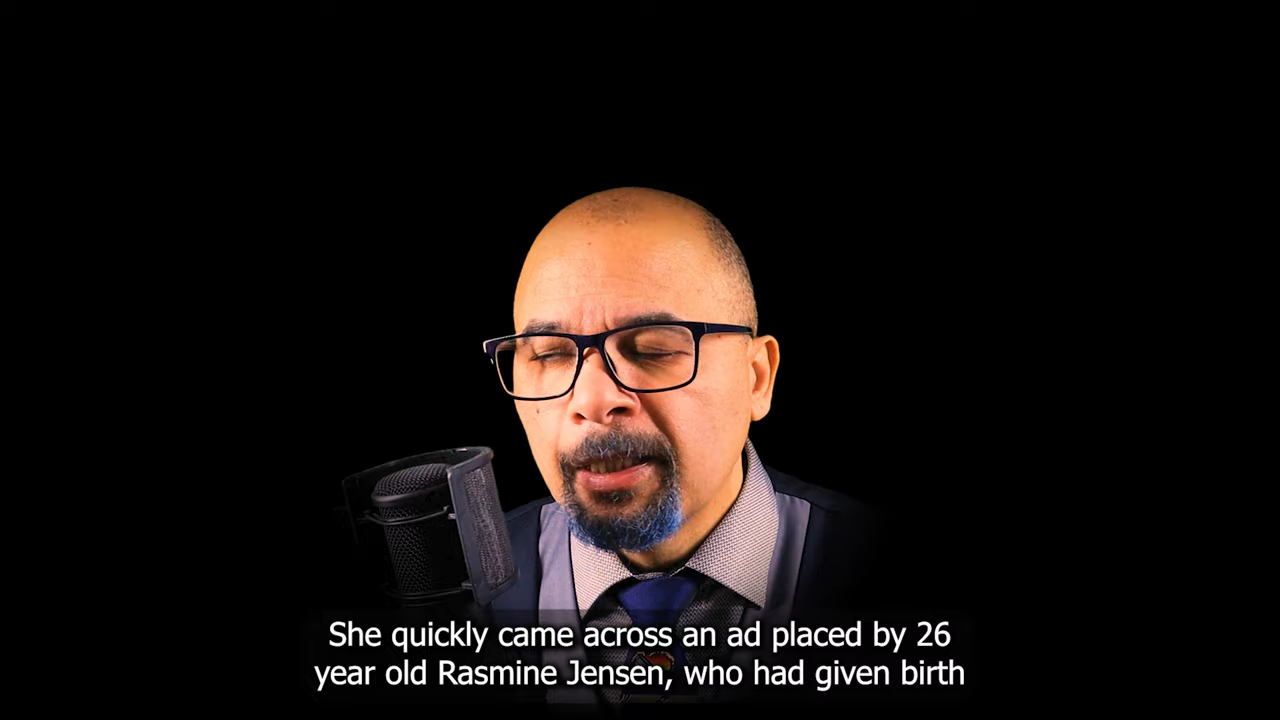 She quickly came across an ad placed by 26
year old Rasmine Jensen, who had given birth